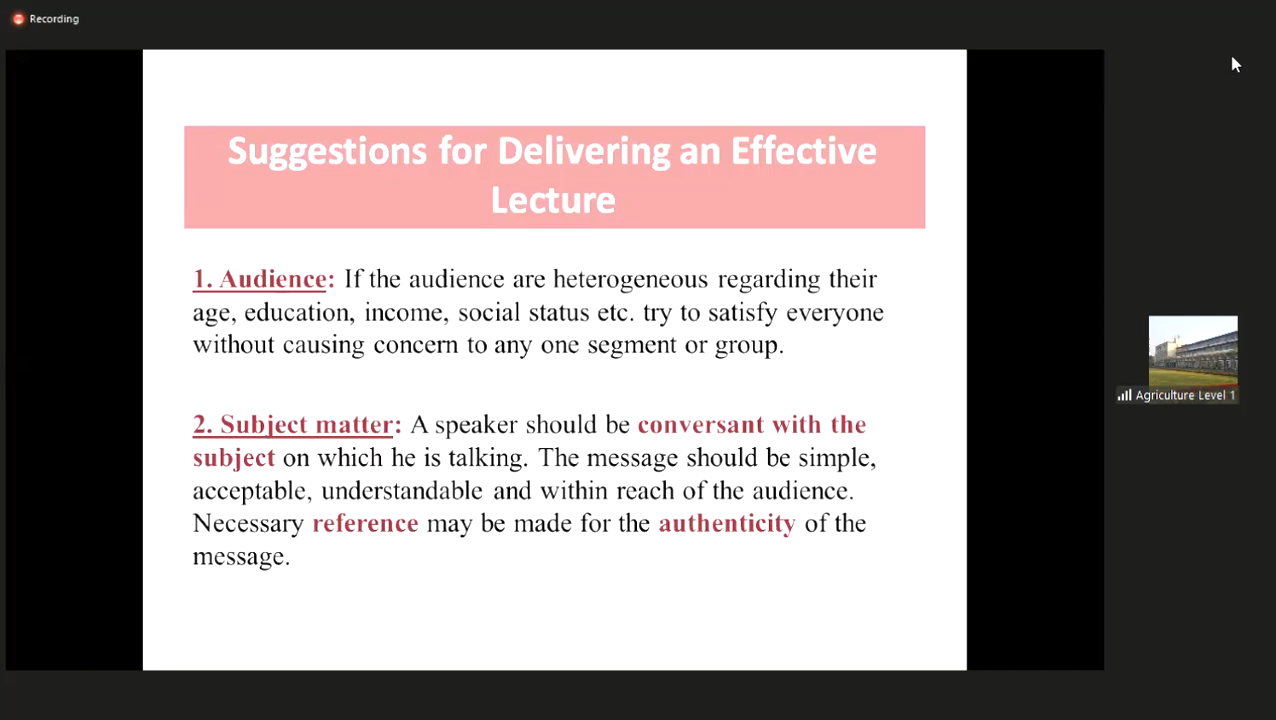 Recording
Suggestions for Delivering an Effective
Lecture
1. Audience: If the audience are heterogeneous regarding their
age, education, income, social status etc. try to satisfy everyone
without causing concern to any one segment or group.
2. Subject matter: A speaker should be conversant with the
subject on which he is talking. The message should be simple,
acceptable, understandable and within reach of the audience.
Necessary reference may be made for the authenticity of the
message.
Agriculture Level 1